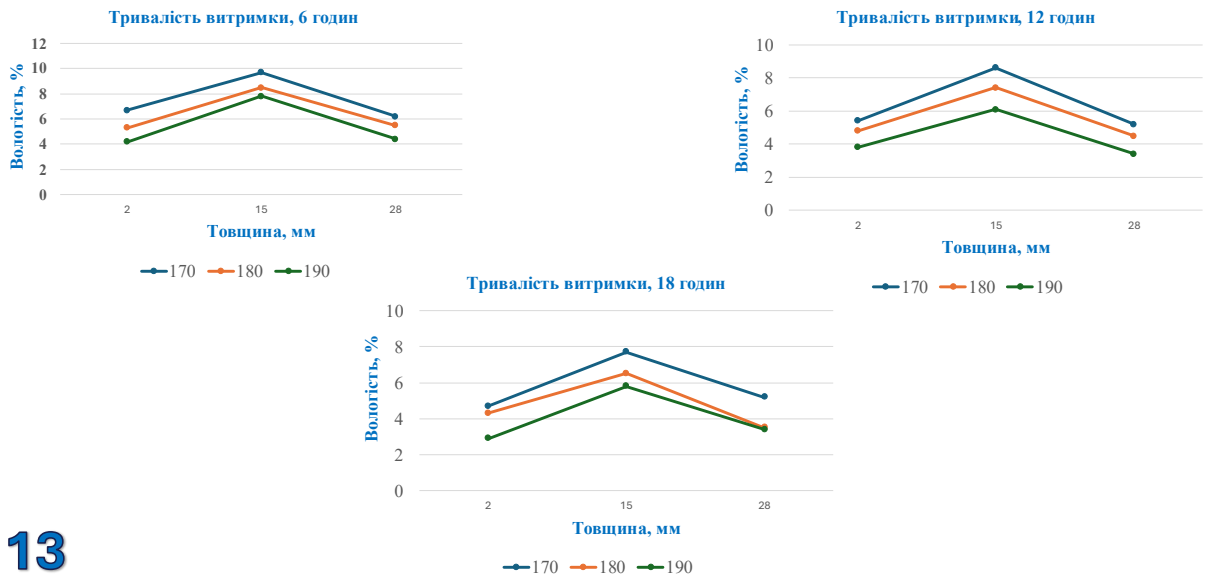 Тривалість витримки, 6 годин
Вологість, %
12
10
8
6
4
2
0
2 15 28
Товщина, мм
170 180 190
Тривалість витримки, 12 годин
Вологість, %
10
8
6
4
2
0
2 15 28
Товщина, мм
170 180 190
Тривалість витримки, 18 годин
Вологість, %
10
8
6
4
2
0
2 15 28
Товщина, мм
170 180 190
13